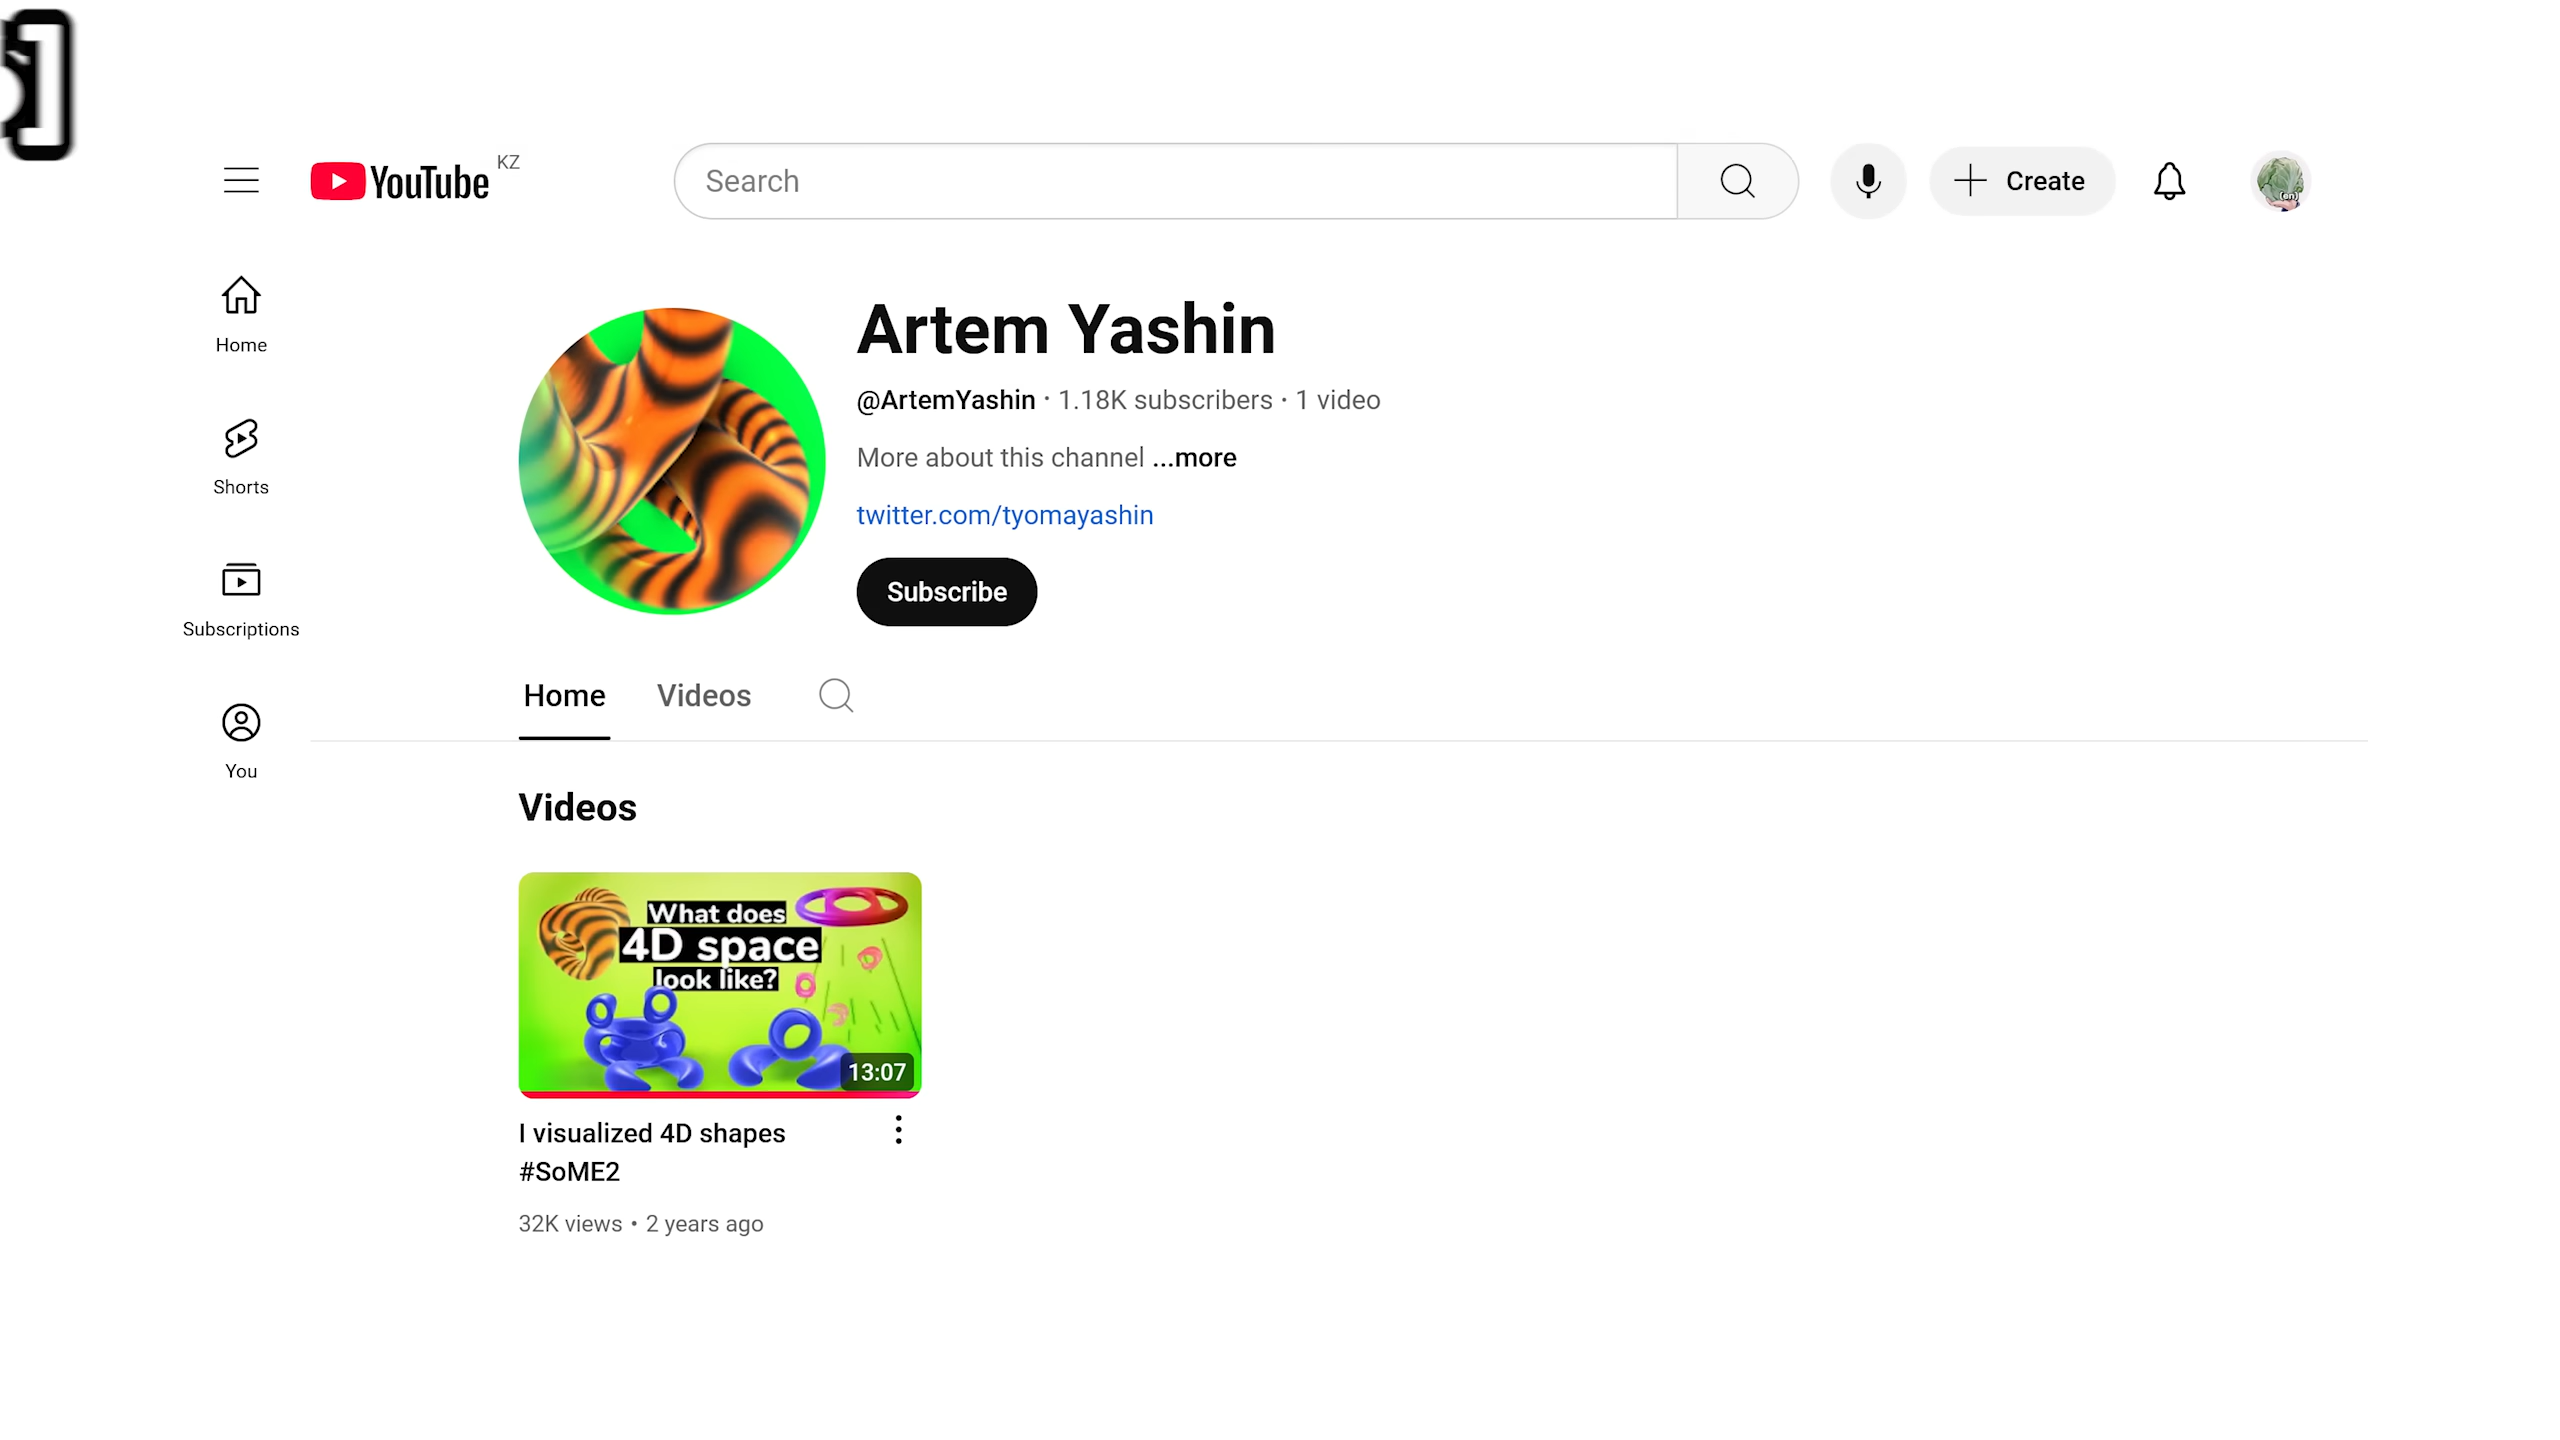 YouTube KZ
Search
Create
Home
Shorts
Subscriptions
You
Artem Yashin
@ArtemYashin · 1.18K subscribers · 1 video
More about this channel ...more
twitter.com/tyomayashin
Subscribe
Home Videos
Videos
What does
4D space
look like?
13:07
I visualized 4D shapes
#SoME2
32K views · 2 years ago
(en)